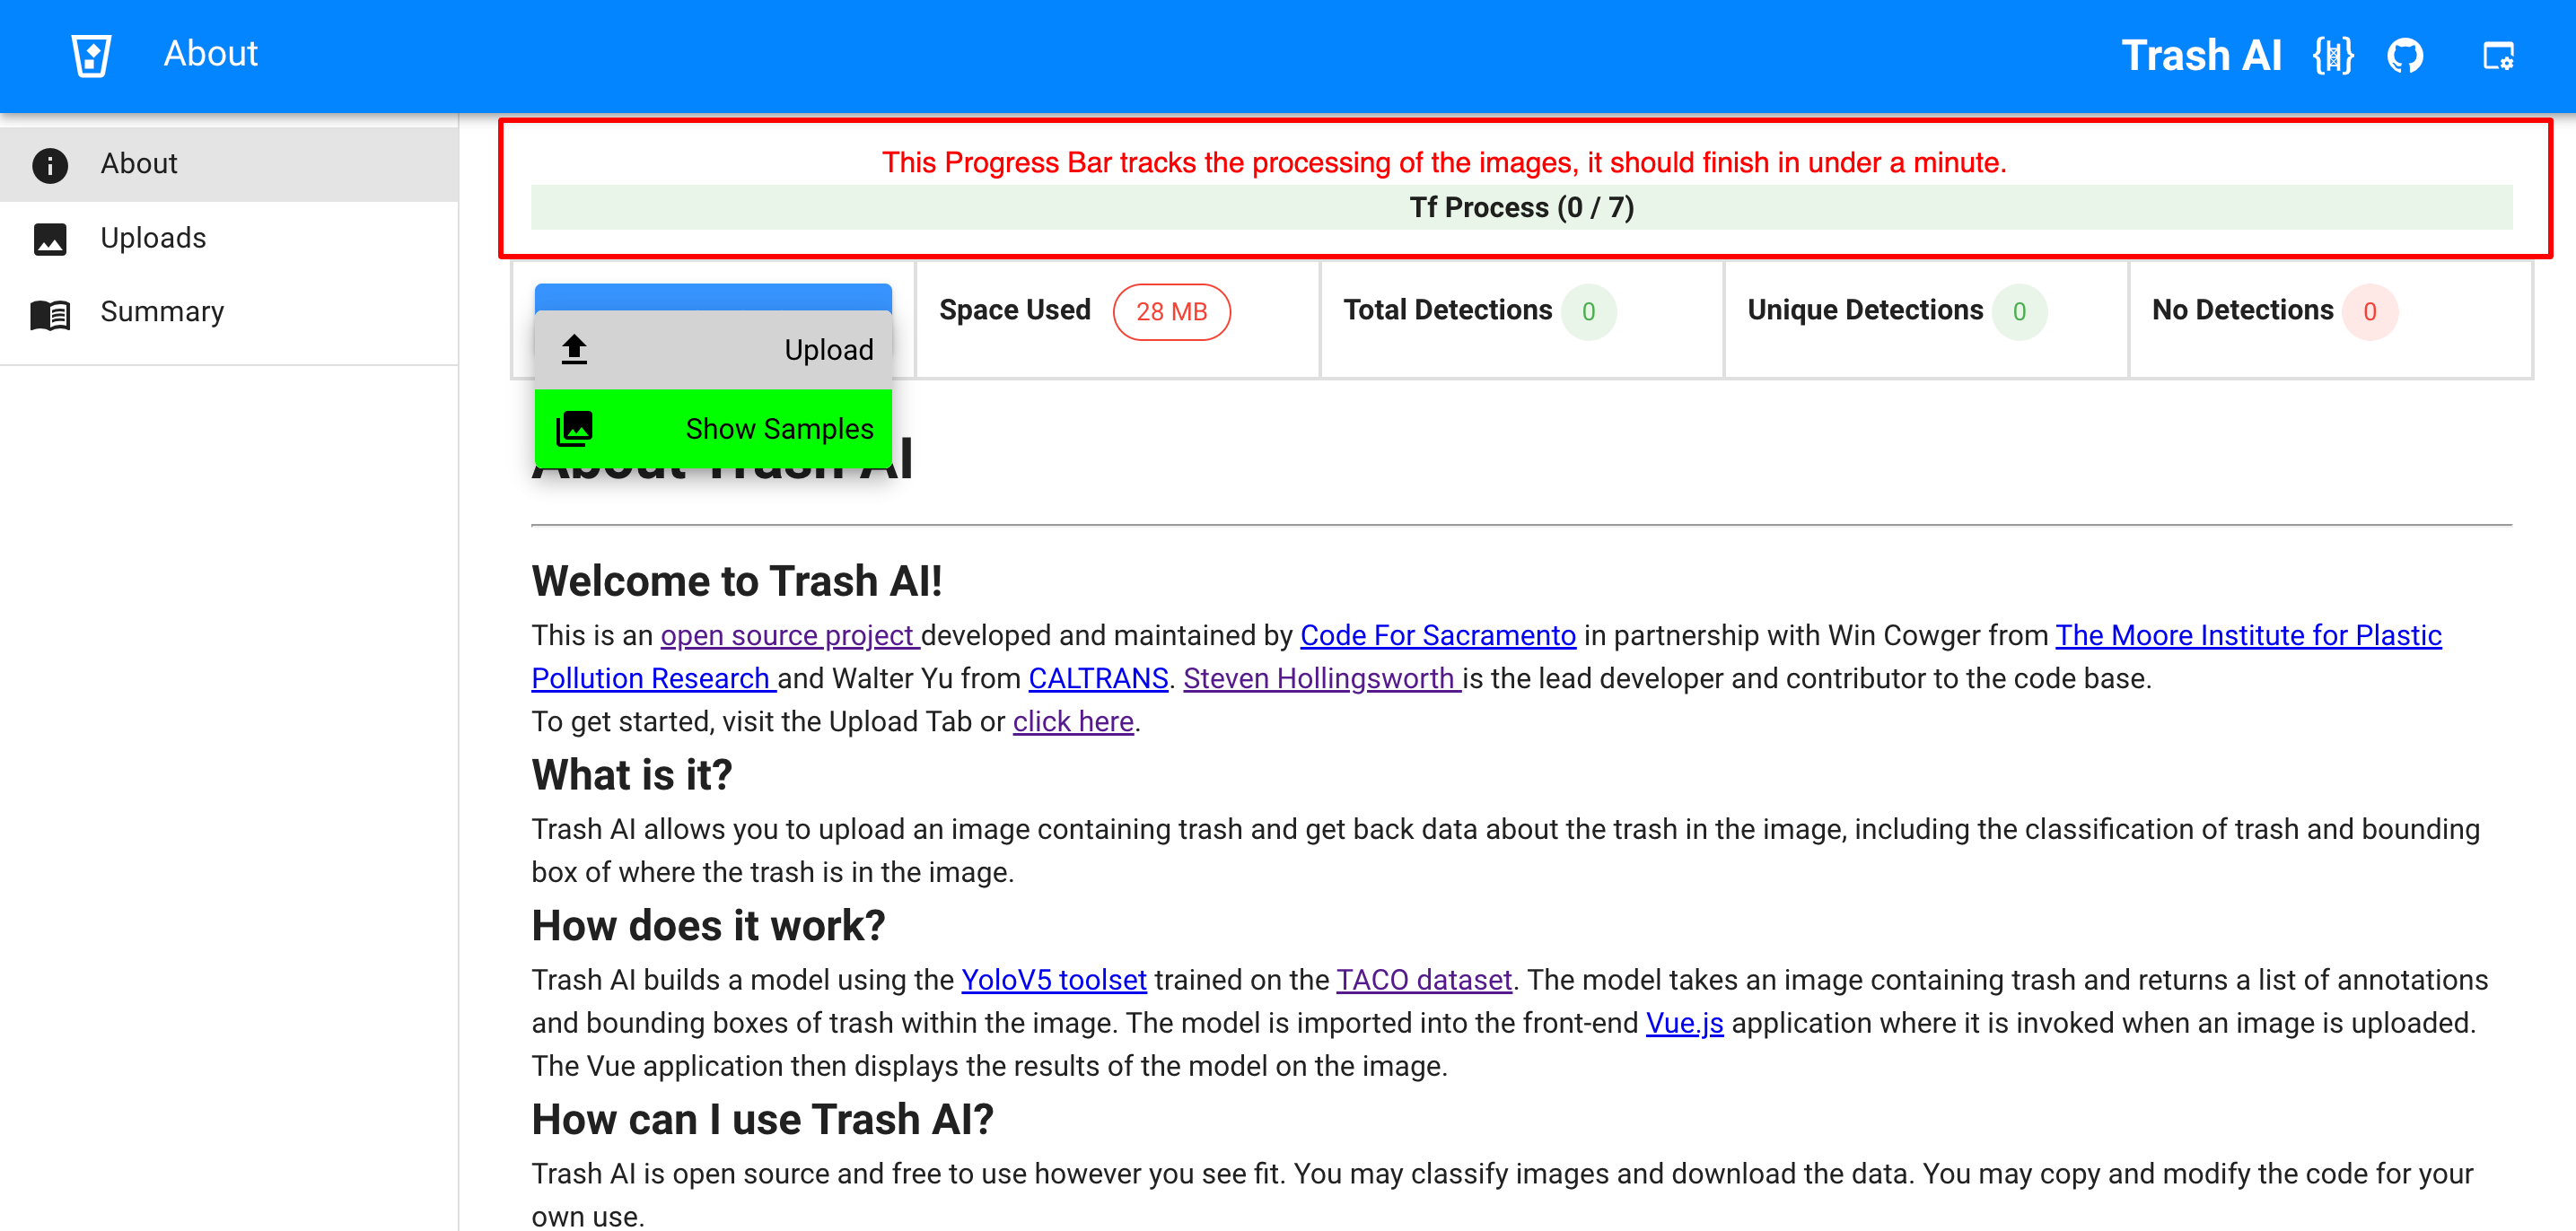 About
Trash AI
About
Uploads
Summary
This Progress Bar tracks the processing of the images, it should finish in under a minute.
Tf Process (0 / 7)
Upload
Show Samples
Space Used 28 MB
Total Detections 0
Unique Detections 0
No Detections 0
About Trash AI
Welcome to Trash AI!
This is an open source project developed and maintained by Code For Sacramento in partnership with Win Cowger from The Moore Institute for Plastic
Pollution Research and Walter Yu from CALTRANS. Steven Hollingsworth is the lead developer and contributor to the code base.
To get started, visit the Upload Tab or click here.
What is it?
Trash AI allows you to upload an image containing trash and get back data about the trash in the image, including the classification of trash and bounding
box of where the trash is in the image.
How does it work?
Trash AI builds a model using the YoloV5 toolset trained on the TACO dataset. The model takes an image containing trash and returns a list of annotations
and bounding boxes of trash within the image. The model is imported into the front-end Vue.js application where it is invoked when an image is uploaded.
The Vue application then displays the results of the model on the image.
How can I use Trash AI?
Trash AI is open source and free to use however you see fit. You may classify images and download the data. You may copy and modify the code for your
own use.